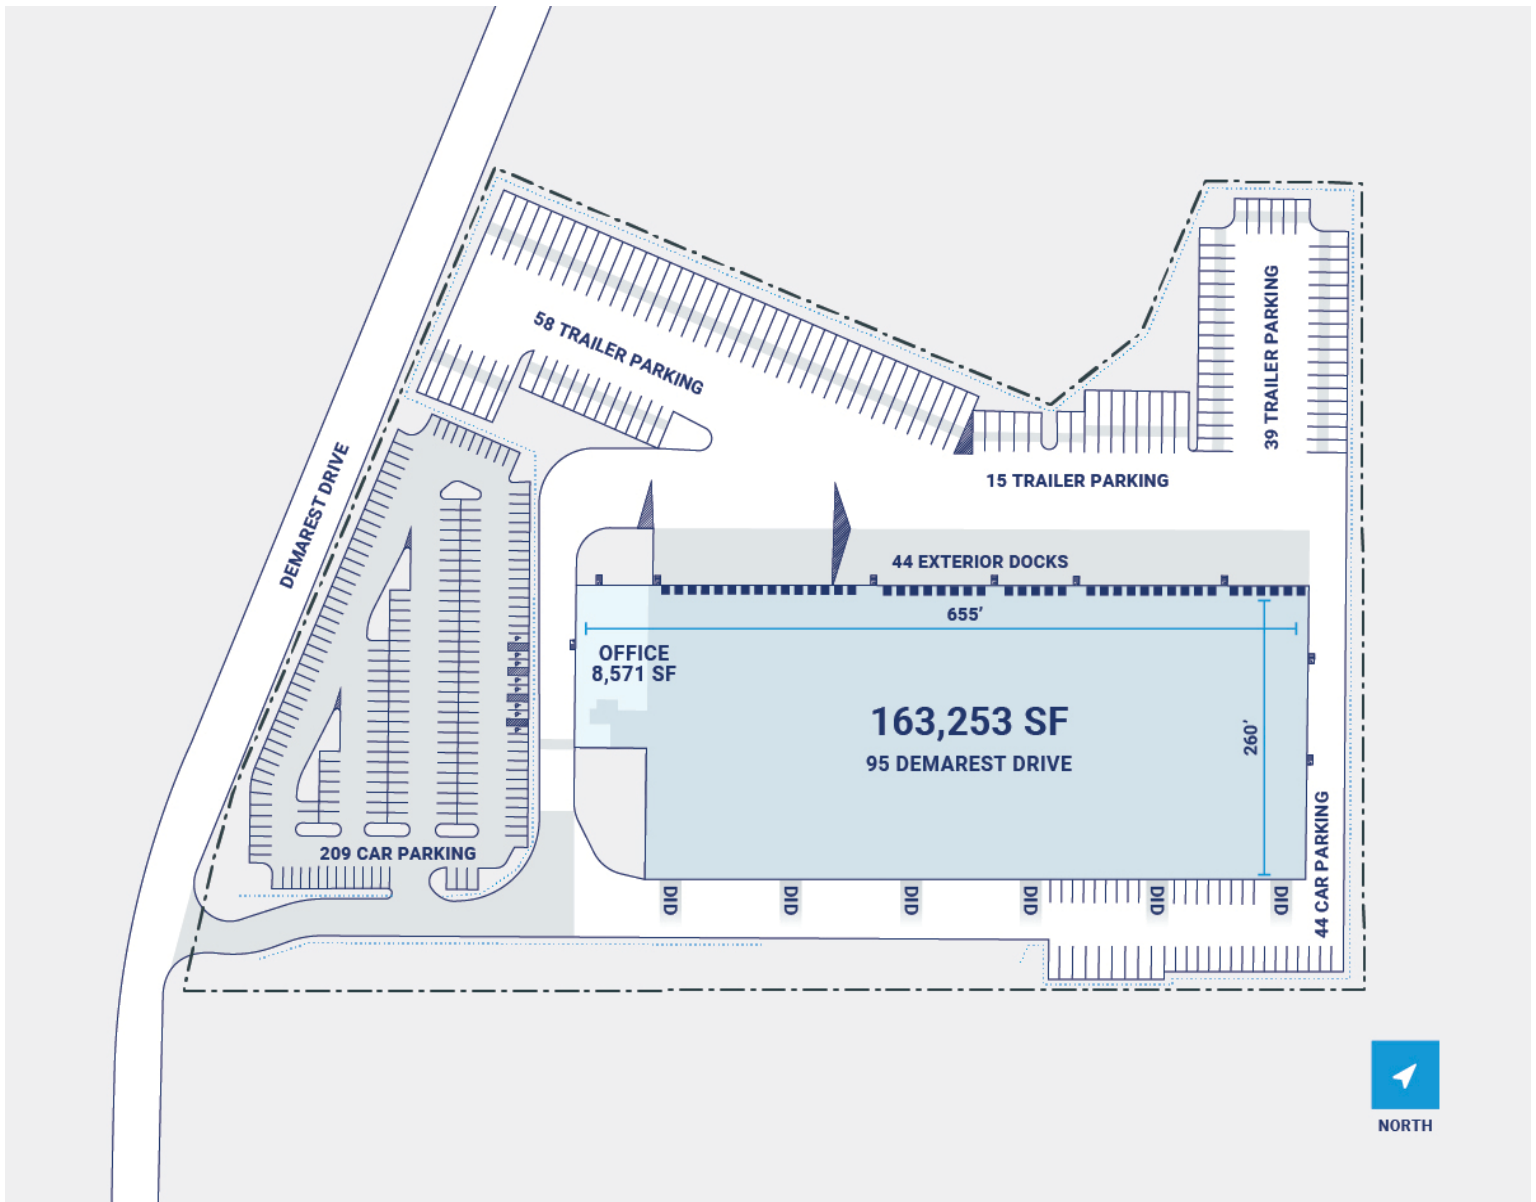 DEMAREST DRIVE
58 TRAILER PARKING
39 TRAILER PARKING
15 TRAILER PARKING
44 EXTERIOR DOCKS
655'
OFFICE
8,571 SF
163,253 SF
95 DEMAREST DRIVE
260'
209 CAR PARKING
44 CAR PARKING
DID
DID
DID
DID
DID
DID
NORTH